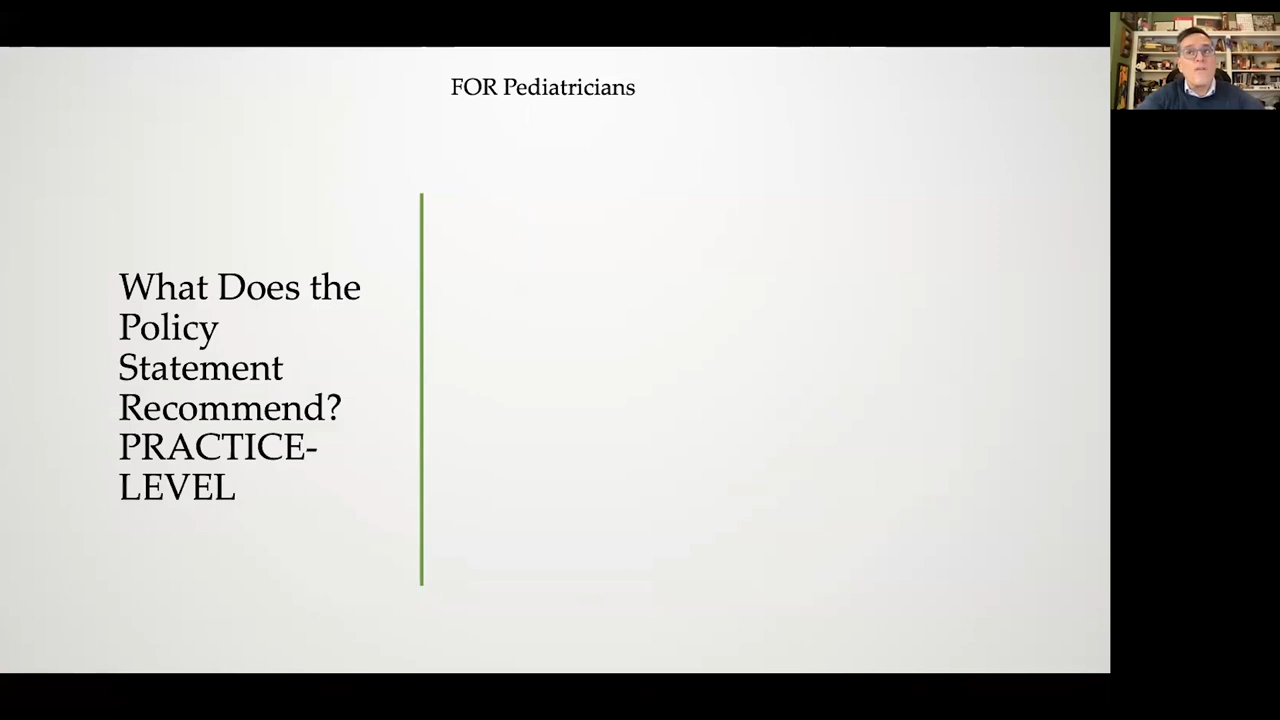 FOR Pediatricians
What Does the
Policy
Statement
Recommend?
PRACTICE-
LEVEL